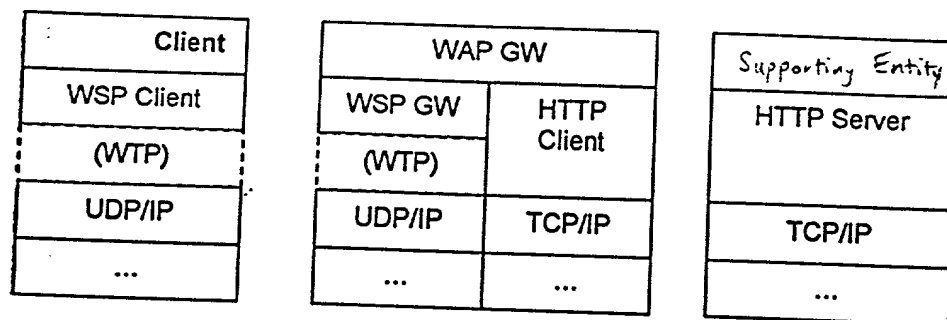 Client
WSP Client
(WTP)
UDP/IP
...
WAP GW
WSP GW
(WTP)
UDP/IP
...
HTTP
Client
TCP/IP
...
Supporting Entity
HTTP Server
TCP/IP
...